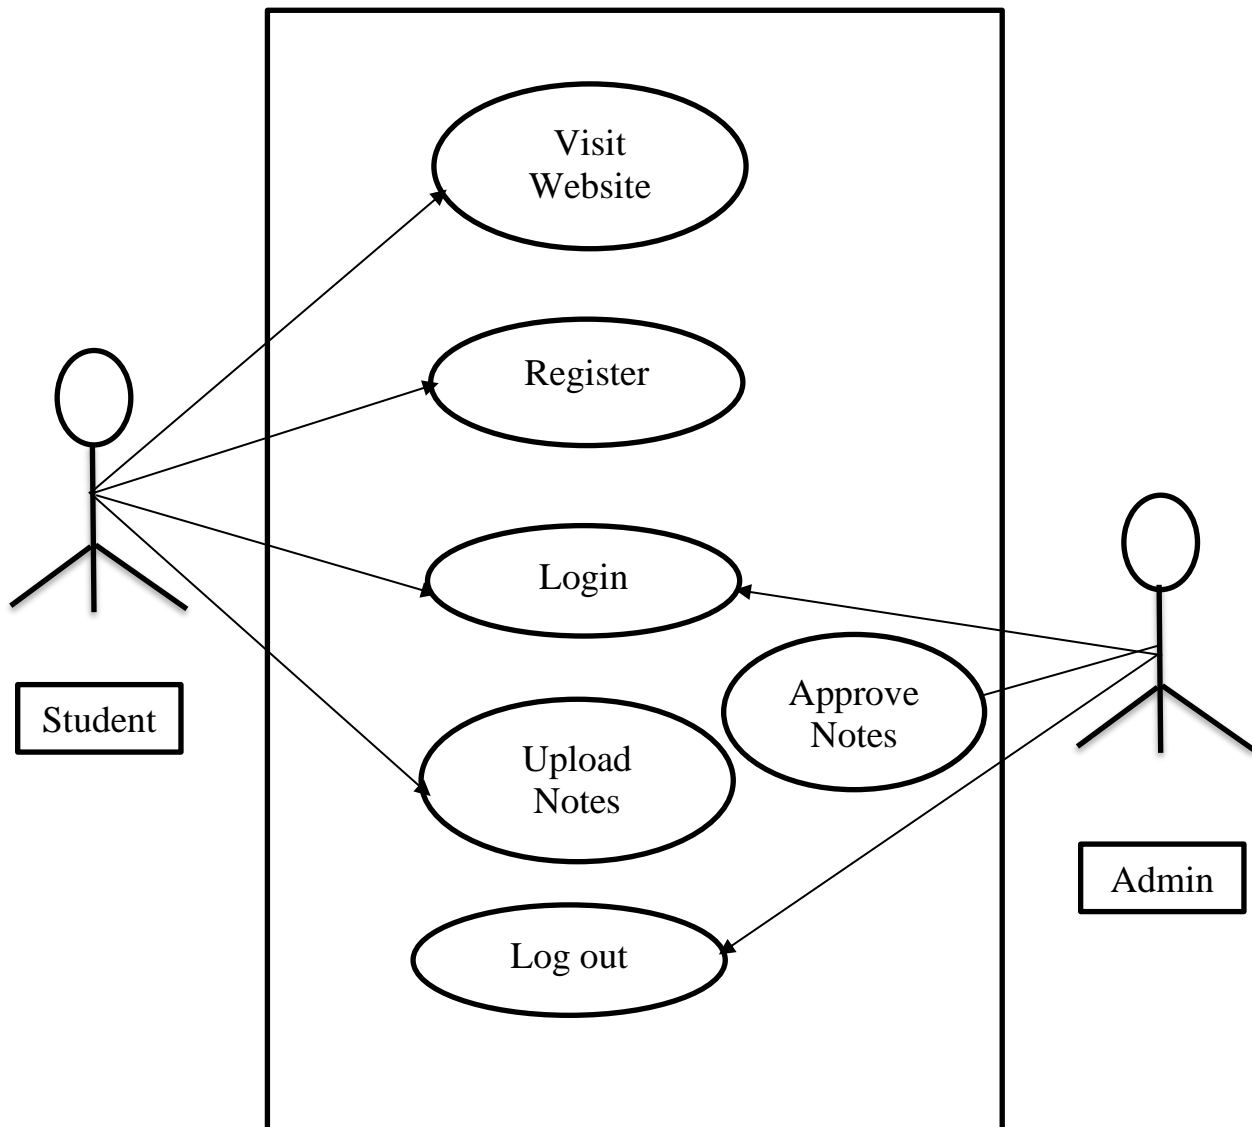 Visit
Website
Register
Login
Approve
Notes
Student
Upload
Notes
Admin
Log out